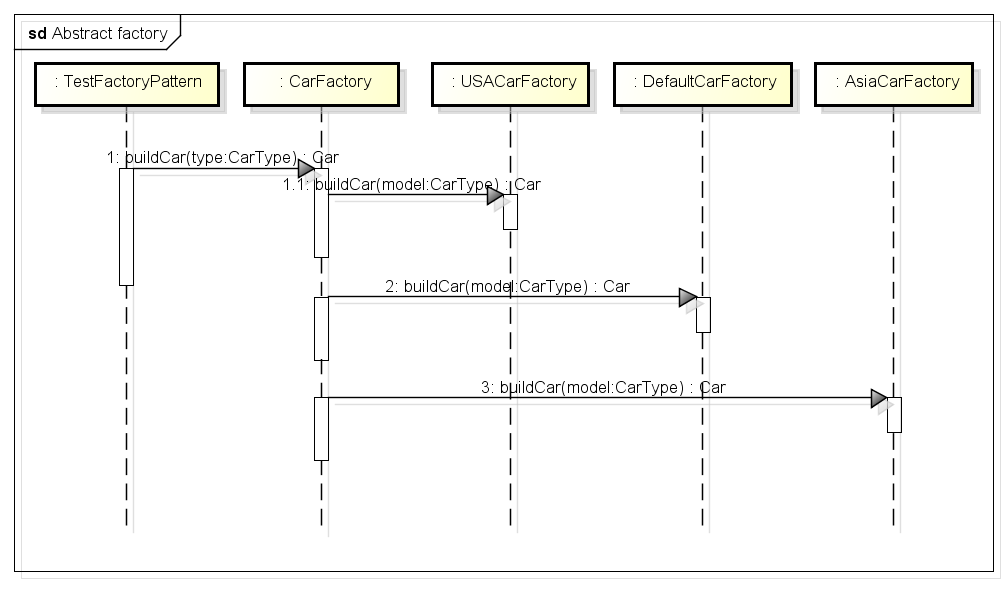 sd Abstract factory
: TestFactoryPattern
: CarFactory
: USACarFactory
: DefaultCarFactory
: AsiaCarFactory
1: buildCar(type:CarType) : Car
1.1: buildCar(model:CarType) : Car
2: buildCar(model:CarType) : Car
3: buildCar(model:CarType) : Car